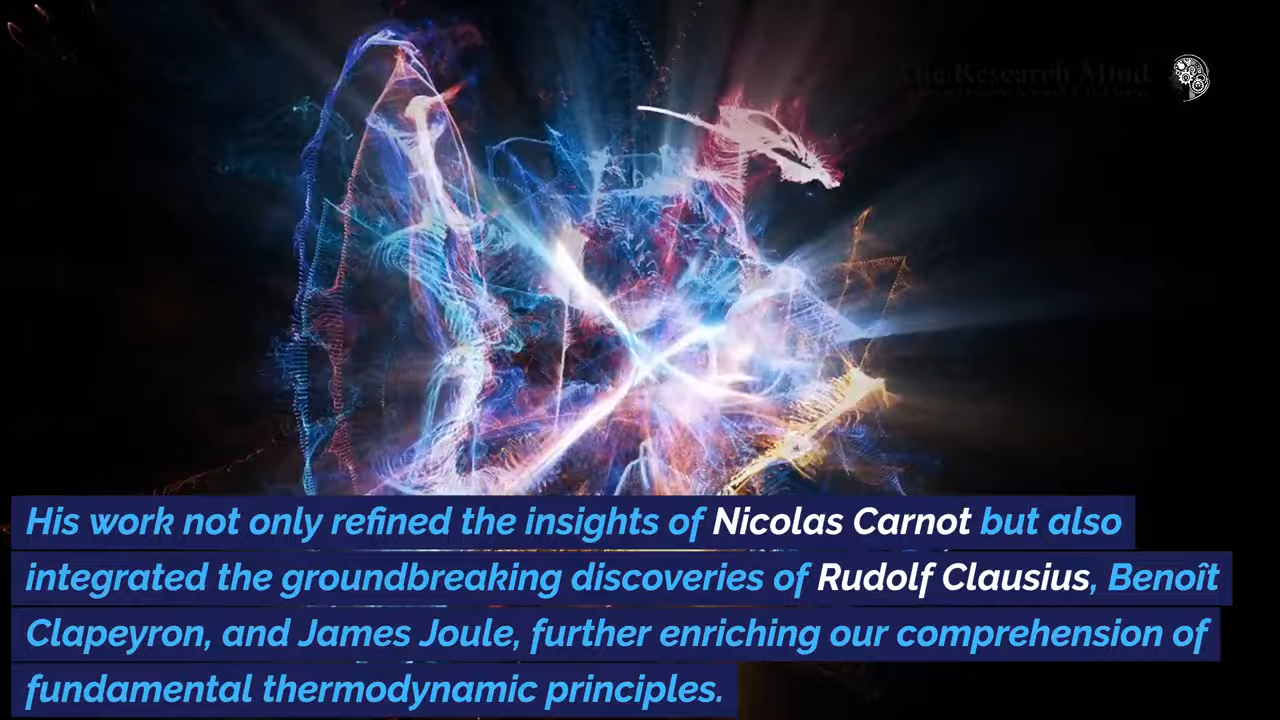 The Research Mind
His work not only refined the insights of Nicolas Carnot but also
integrated the groundbreaking discoveries of Rudolf Clausius, Benoît
Clapeyron, and James Joule, further enriching our comprehension of
fundamental thermodynamic principles.